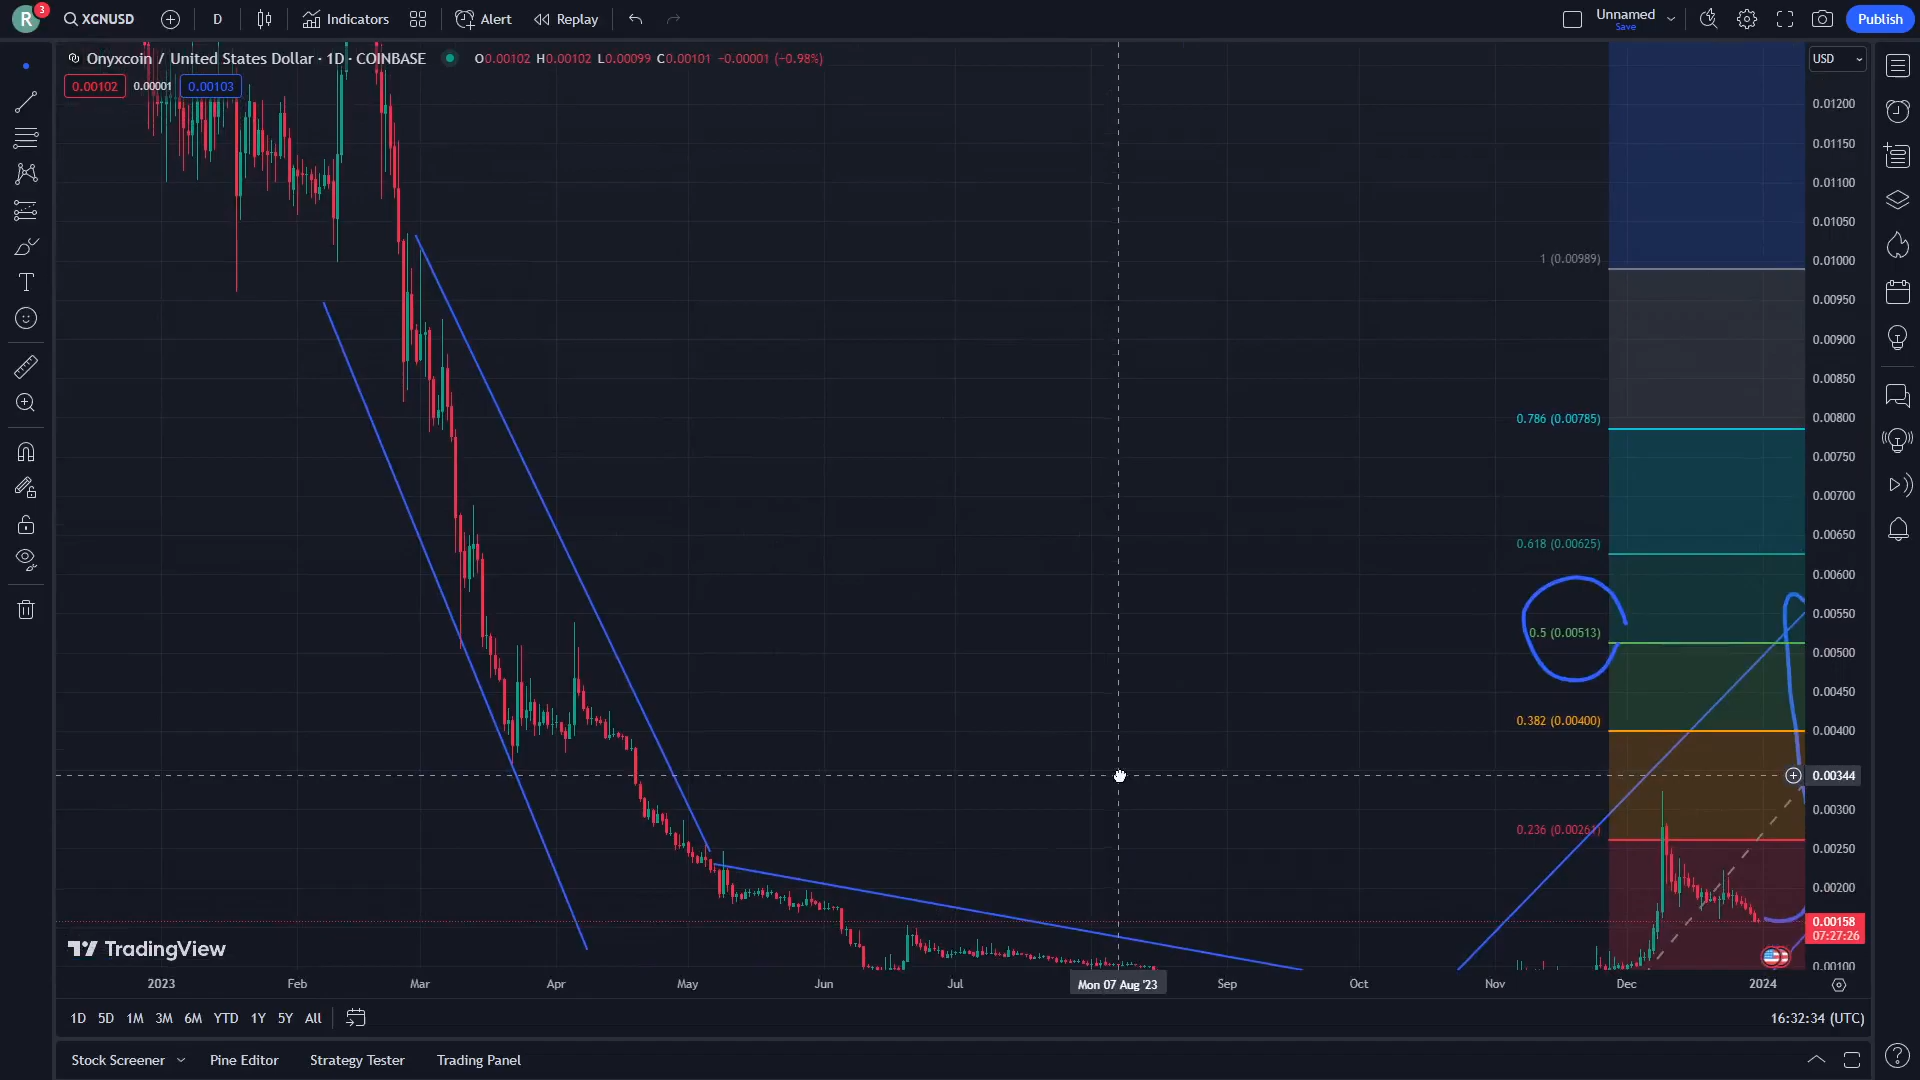 R 3 XCNUSD D Indicators Alert Replay Unnamed Save Publish
Onyxcoin / United States Dollar · 1D · COINBASE O0.00102 H0.00102 L0.00099 C0.00101 −0.00001 (−0.98%) USD
0.00102 0.00001 0.00103
0.01200
0.01150
0.01100
0.01050
1 (0.00989) 0.01000
0.00950
0.00900
0.00850
0.786 (0.00785) 0.00800
0.00750
0.00700
0.00650
0.618 (0.00625)
0.00600
0.00550
0.5 (0.00513)
0.00500
0.00450
0.382 (0.00400) 0.00400
0.00344
0.00300
0.236 (0.00261)
0.00250
0.00200
0.00158
07:27:26
TradingView
0.00100
2023 Feb Mar Apr May Jun Jul Mon 07 Aug '23 Sep Oct Nov Dec 2024
1D 5D 1M 3M 6M YTD 1Y 5Y All 16:32:34 (UTC)
Stock Screener Pine Editor Strategy Tester Trading Panel